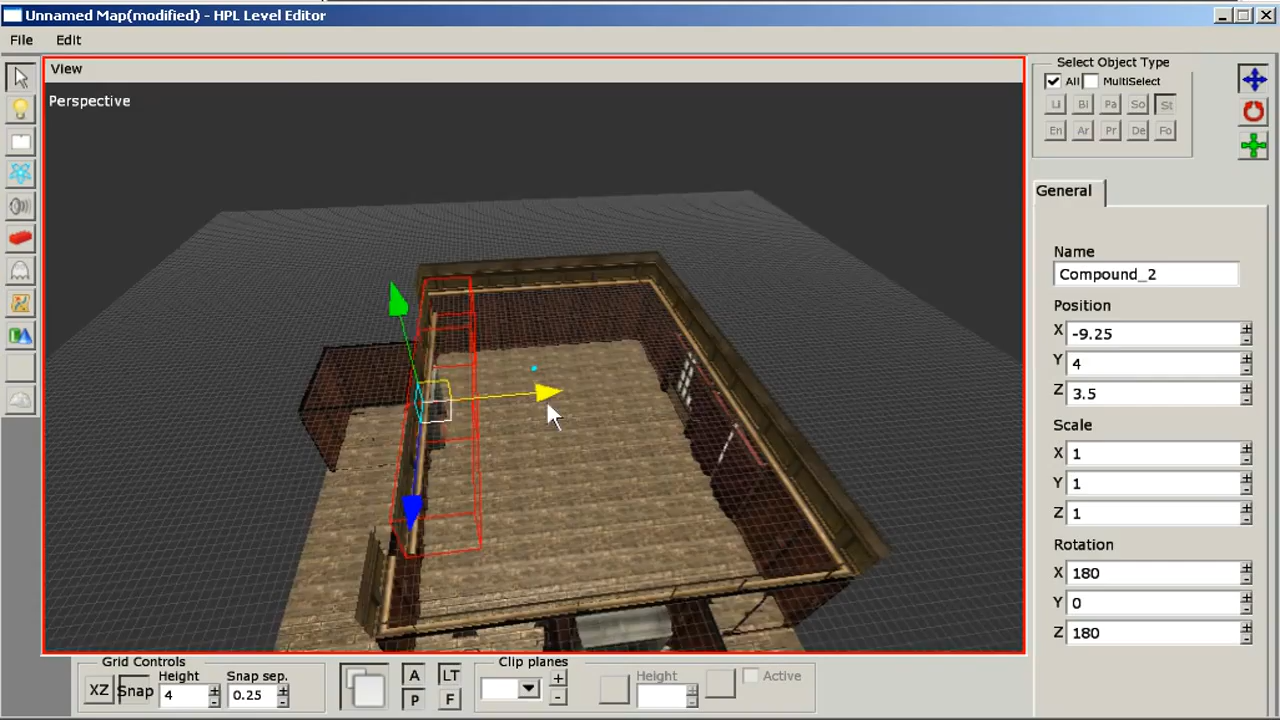 Unnamed Map(modified) - HPL Level Editor
File Edit
View
Perspective
Select Object Type
All MultiSelect
Li Bi Pa So St
En Ar Pr De Fo
General
Name
Compound_2
Position
X -9.25
Y 4
Z 3.5
Scale
X 1
Y 1
Z 1
Rotation
X 180
Y 0
Z 180
Grid Controls
XZ Snap
Height
4
Snap sep.
0.25
A LT
P F
Clip planes
+
-
Height
Active